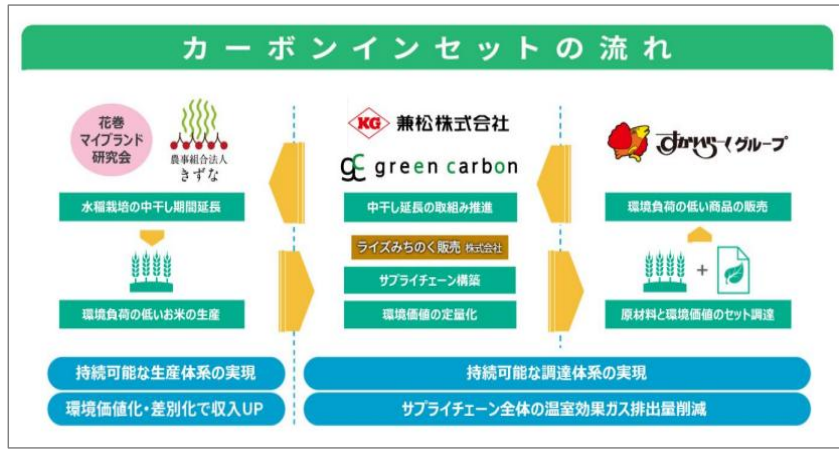 カーボンインセットの流れ
花巻
マイブランド
研究会
農事組合法人
きずな
水稲栽培の中干し期間延長
環境負荷の低いお米の生産
KG 兼松株式会社
gc green carbon
中干し延長の取組み推進
ライズみちのく販売 株式会社
サプライチェーン構築
環境価値の定量化
すかいらーくグループ
環境負荷の低い商品の販売
+
原材料と環境価値のセット調達
持続可能な生産体系の実現
環境価値化・差別化で収入UP
持続可能な調達体系の実現
サプライチェーン全体の温室効果ガス排出量削減